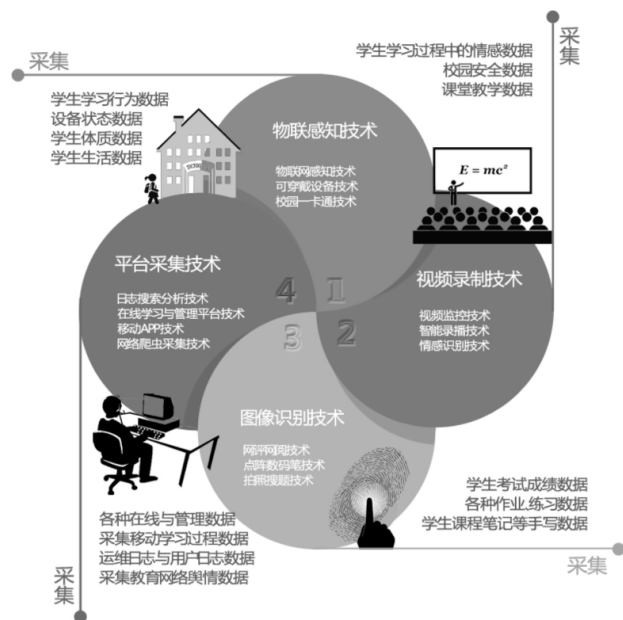 采集
学生学习行为数据
设备状态数据
学生体质数据
学生生活数据
物联感知技术
物联网感知技术
可穿戴设备技术
校园一卡通技术
采集
学生学习过程中的情感数据
校园安全数据
课堂教学数据
E = mc²
视频录制技术
视频监控技术
智能录播技术
情感识别技术
平台采集技术
日志搜索分析技术
在线学习与管理平台技术
移动APP技术
网络爬虫采集技术
4 1
3 2
图像识别技术
网评网阅技术
点阵数码笔技术
拍照搜题技术
学生考试成绩数据
各种作业,练习数据
学生课程笔记等手写数据
采集
各种在线与管理数据
采集移动学习过程数据
运维日志与用户日志数据
采集教育网络舆情数据
采集